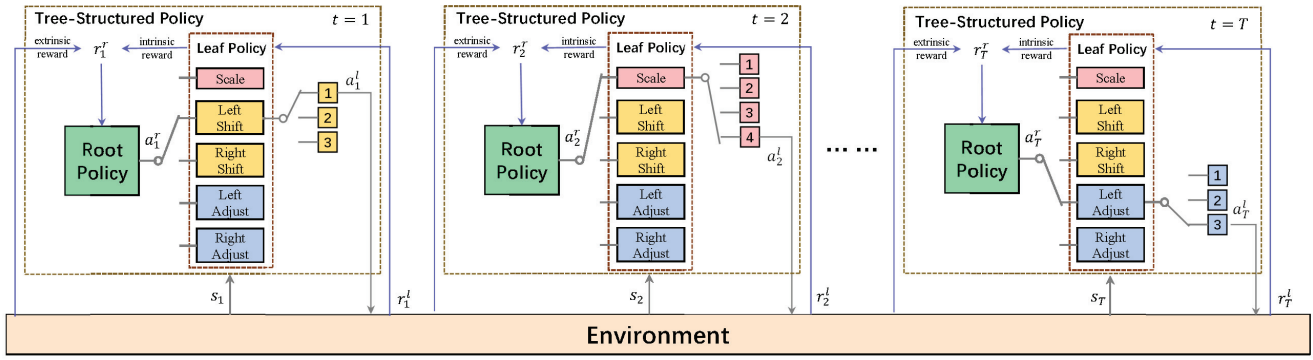 Tree-Structured Policy
t = 1
extrinsic
reward
r_1^r
intrinsic
reward
Leaf Policy
Scale
Left
Shift
Right
Shift
Left
Adjust
Right
Adjust
Root
Policy
a_1^r
1
2
3
a_1^l
s_1
r_1^l
Tree-Structured Policy
t = 2
extrinsic
reward
r_2^r
intrinsic
reward
Leaf Policy
Scale
Left
Shift
Right
Shift
Left
Adjust
Right
Adjust
Root
Policy
a_2^r
1
2
3
4
a_2^l
s_2
r_2^l
... ...
Tree-Structured Policy
t = T
extrinsic
reward
r_T^r
intrinsic
reward
Leaf Policy
Scale
Left
Shift
Right
Shift
Left
Adjust
Right
Adjust
Root
Policy
a_T^r
1
2
3
a_T^l
s_T
r_T^l
Environment